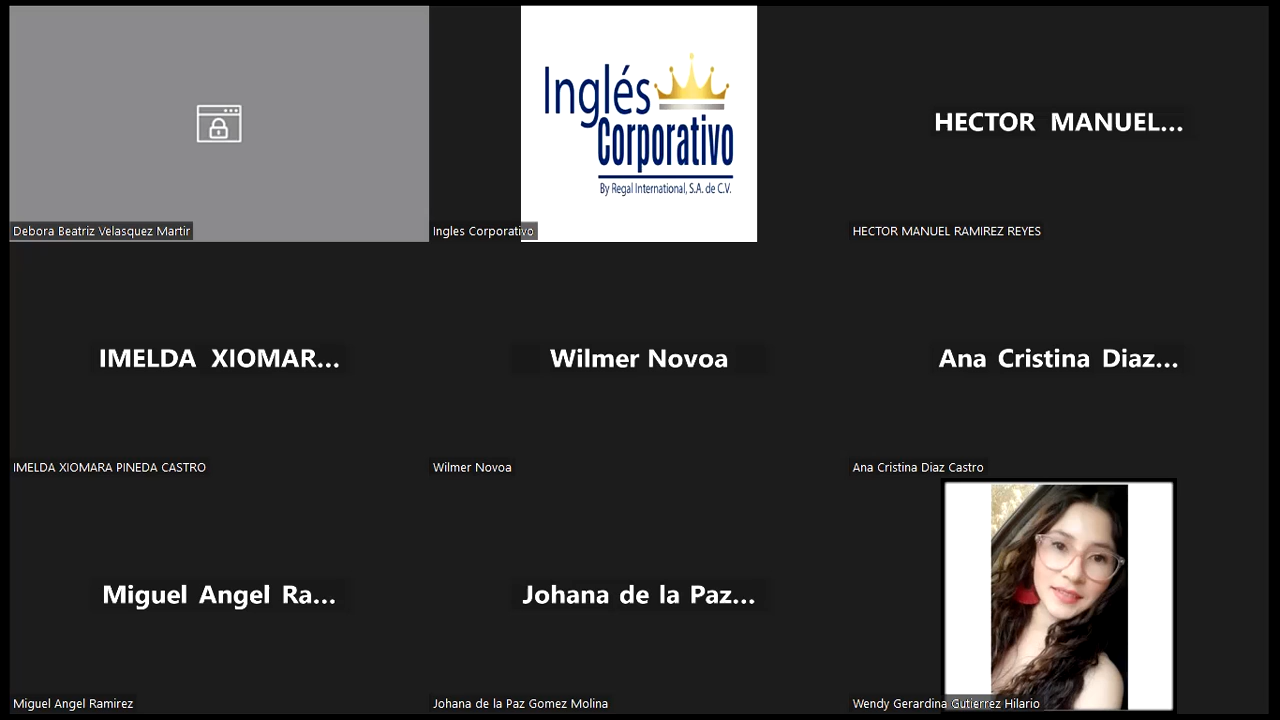 Inglés
Corporativo
By Regal International, S.A. de C.V.
HECTOR MANUEL...
Debora Beatriz Velasquez Martir
Ingles Corporativo
HECTOR MANUEL RAMIREZ REYES
IMELDA XIOMAR...
Wilmer Novoa
Ana Cristina Diaz...
IMELDA XIOMARA PINEDA CASTRO
Wilmer Novoa
Ana Cristina Diaz Castro
Miguel Angel Ra...
Johana de la Paz...
Miguel Angel Ramirez
Johana de la Paz Gomez Molina
Wendy Gerardina Gutierrez Hilario